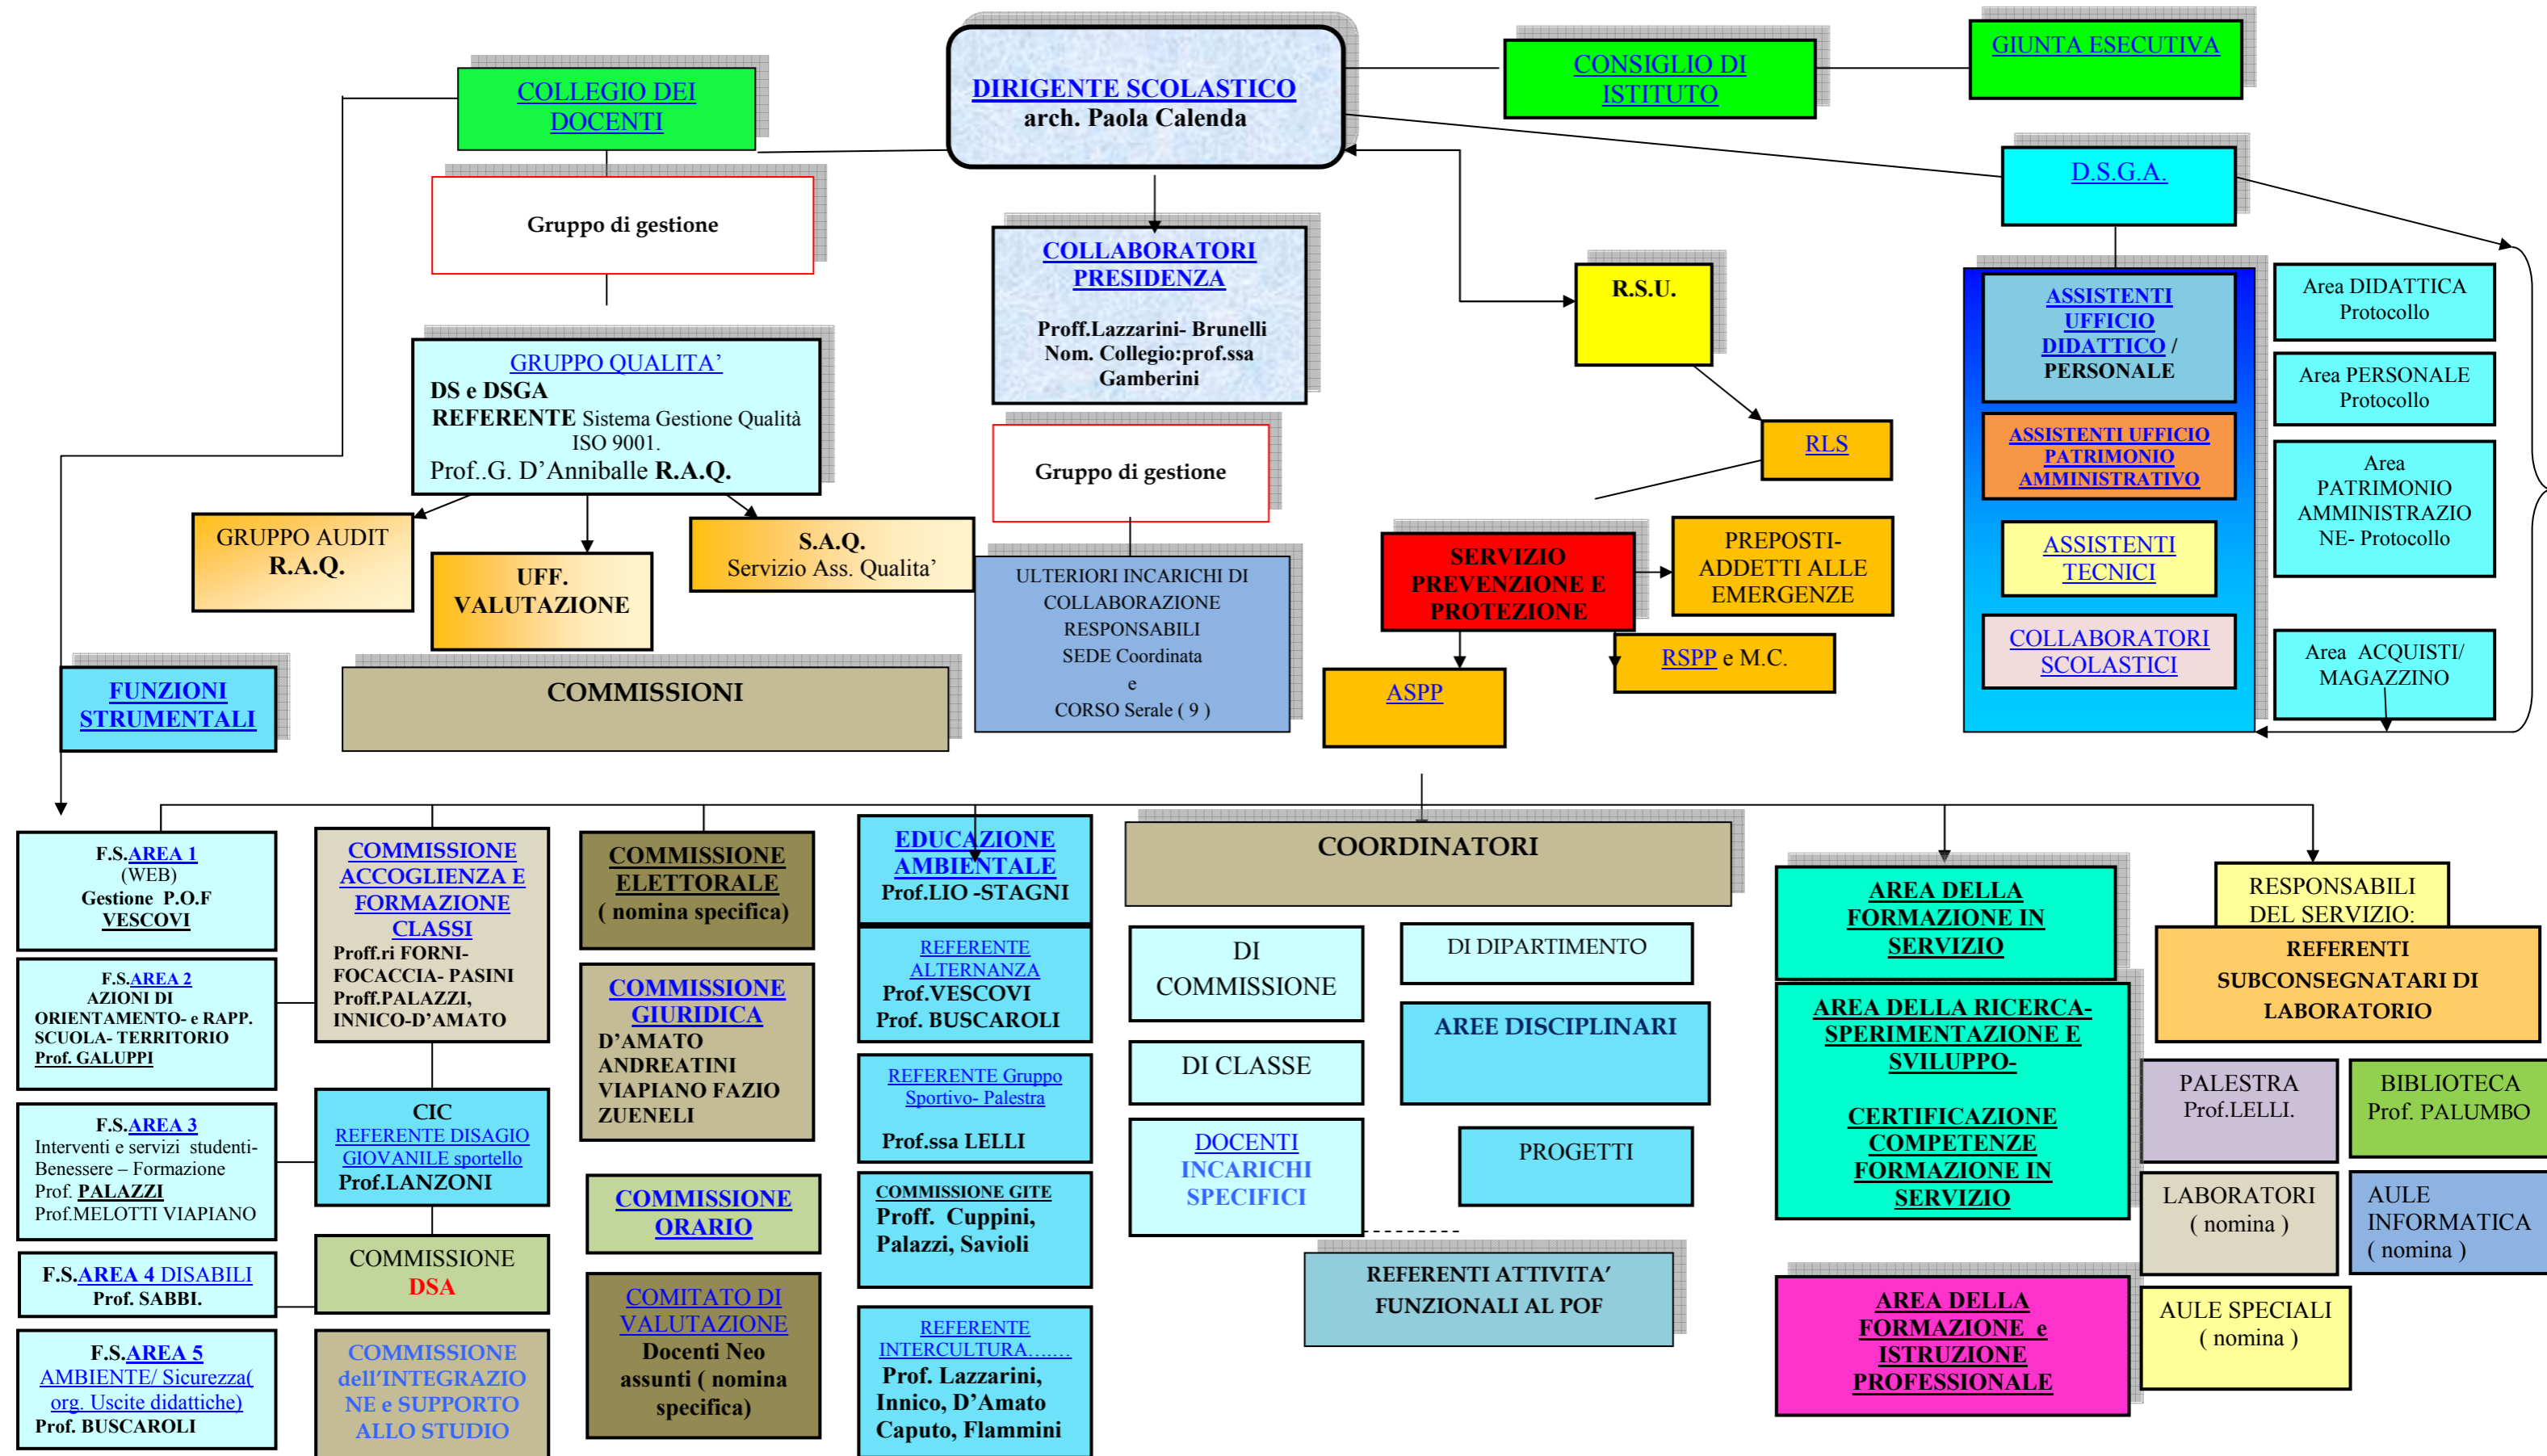 COLLEGIO DEI
DOCENTI
DIRIGENTE SCOLASTICO
arch. Paola Calenda
CONSIGLIO DI
ISTITUTO
GIUNTA ESECUTIVA
D.S.G.A.
Gruppo di gestione
COLLABORATORI
PRESIDENZA
Proff.Lazzarini- Brunelli
Nom. Collegio:prof.ssa
Gamberini
R.S.U.
GRUPPO QUALITA’
DS e DSGA
REFERENTE Sistema Gestione Qualità
ISO 9001.
Prof..G. D’Anniballe R.A.Q.
Gruppo di gestione
RLS
ASSISTENTI
UFFICIO
DIDATTICO /
PERSONALE
ASSISTENTI UFFICIO
PATRIMONIO
AMMINISTRATIVO
ASSISTENTI
TECNICI
COLLABORATORI
SCOLASTICI
Area DIDATTICA
Protocollo
Area PERSONALE
Protocollo
Area
PATRIMONIO
AMMINISTRAZIO
NE- Protocollo
Area  ACQUISTI/
MAGAZZINO
GRUPPO AUDIT
R.A.Q.
UFF.
VALUTAZIONE
S.A.Q.
Servizio Ass. Qualita’
ULTERIORI INCARICHI DI
COLLABORAZIONE
RESPONSABILI
SEDE Coordinata
e
CORSO Serale ( 9 )
SERVIZIO
PREVENZIONE E
PROTEZIONE
PREPOSTI-
ADDETTI ALLE
EMERGENZE
RSPP e M.C.
ASPP
FUNZIONI
STRUMENTALI
COMMISSIONI
F.S.AREA 1
(WEB)
Gestione  P.O.F
VESCOVI
F.S.AREA 2
AZIONI DI
ORIENTAMENTO- e RAPP.
SCUOLA- TERRITORIO
Prof. GALUPPI
F.S.AREA 3
Interventi e servizi  studenti-
Benessere – Formazione
Prof. PALAZZI
Prof.MELOTTI VIAPIANO
F.S.AREA 4 DISABILI
Prof. SABBI.
F.S.AREA 5
AMBIENTE/ Sicurezza(
org. Uscite didattiche)
Prof. BUSCAROLI
COMMISSIONE
ACCOGLIENZA E
FORMAZIONE
CLASSI
Proff.ri FORNI-
FOCACCIA- PASINI
Proff.PALAZZI,
INNICO-D’AMATO
CIC
REFERENTE DISAGIO
GIOVANILE sportello
Prof.LANZONI
COMMISSIONE
DSA
COMMISSIONE
dell’INTEGRAZIO
NE e SUPPORTO
ALLO STUDIO
COMMISSIONE
ELETTORALE
( nomina specifica)
COMMISSIONE
GIURIDICA
D’AMATO
ANDREATINI
VIAPIANO FAZIO
ZUENELI
COMMISSIONE
ORARIO
COMITATO DI
VALUTAZIONE
Docenti Neo
assunti ( nomina
specifica)
EDUCAZIONE
AMBIENTALE
Prof.LIO -STAGNI
REFERENTE
ALTERNANZA
Prof.VESCOVI
Prof. BUSCAROLI
REFERENTE Gruppo
Sportivo- Palestra
Prof.ssa LELLI
COMMISSIONE GITE
Proff.  Cuppini,
Palazzi, Savioli
REFERENTE
INTERCULTURA…….
Prof. Lazzarini,
Innico, D’Amato
Caputo, Flammini
COORDINATORI
DI
COMMISSIONE
DI DIPARTIMENTO
DI CLASSE
AREE DISCIPLINARI
DOCENTI
INCARICHI
SPECIFICI
PROGETTI
REFERENTI ATTIVITA’
FUNZIONALI AL POF
AREA DELLA
FORMAZIONE IN
SERVIZIO
AREA DELLA RICERCA-
SPERIMENTAZIONE E
SVILUPPO-
CERTIFICAZIONE
COMPETENZE
FORMAZIONE IN
SERVIZIO
AREA DELLA
FORMAZIONE  e
ISTRUZIONE
PROFESSIONALE
RESPONSABILI
DEL SERVIZIO:
REFERENTI
SUBCONSEGNATARI DI
LABORATORIO
PALESTRA
Prof.LELLI.
BIBLIOTECA
Prof. PALUMBO
LABORATORI
( nomina )
AULE
INFORMATICA
( nomina )
AULE SPECIALI
( nomina )